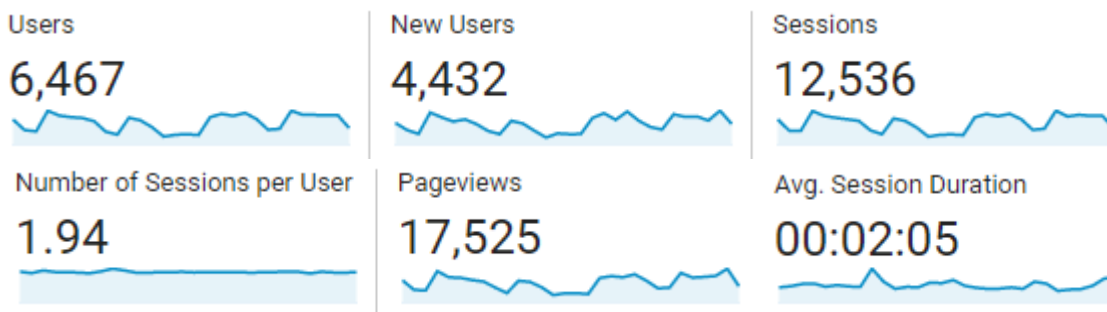 Users
6,467
New Users
4,432
Sessions
12,536
Number of Sessions per User
1.94
Pageviews
17,525
Avg. Session Duration
00:02:05